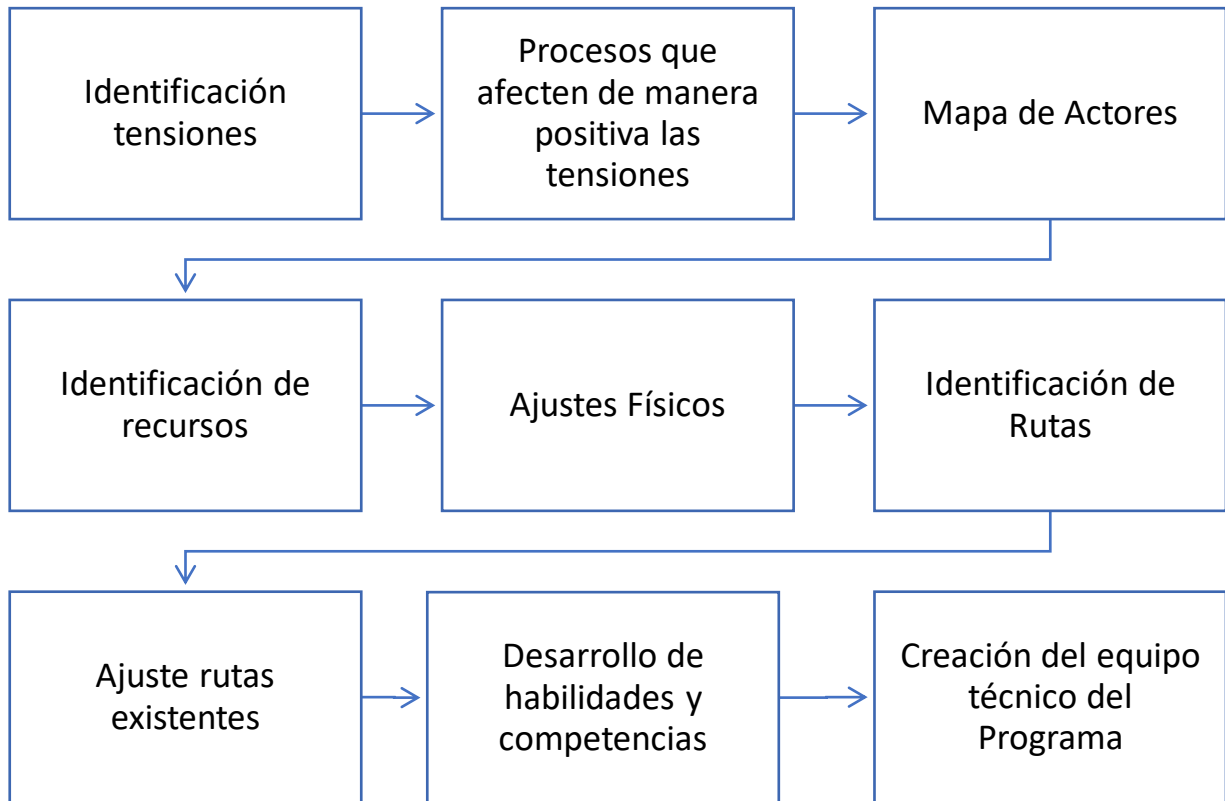 Identificación
tensiones
Procesos que
afecten de manera
positiva las
tensiones
Mapa de Actores
Identificación de
recursos
Ajustes Físicos
Identificación de
Rutas
Ajuste rutas
existentes
Desarrollo de
habilidades y
competencias
Creación del equipo
técnico del
Programa